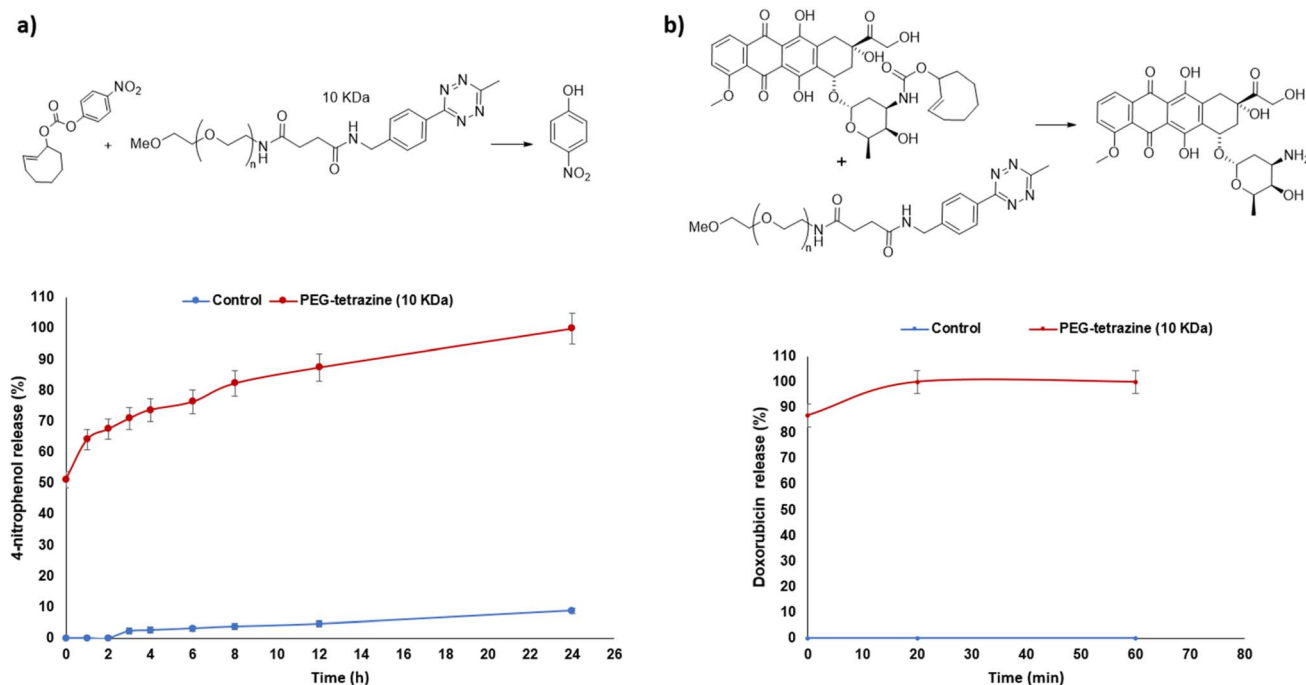 a)
NO₂
O
O
O
10 KDa
MeO
O
n
N
H
O
O
H
N
N
N
N
N
OH
NO₂
+
Control
PEG-tetrazine (10 KDa)
4-nitrophenol release (%)
110
100
90
80
70
60
50
40
30
20
10
0
0 2 4 6 8 10 12 14 16 18 20 22 24 26
Time (h)
b)
O
OH
O
OH
OH
O
O
OH
O
O
O
NH
O
O
OH
+
MeO
O
n
N
H
O
O
H
N
N
N
N
N
O
OH
O
OH
OH
O
O
OH
O
O
NH₂
O
OH
Control
PEG-tetrazine (10 KDa)
Doxorubicin release (%)
110
100
90
80
70
60
50
40
30
20
10
0
0 10 20 30 40 50 60 70 80
Time (min)